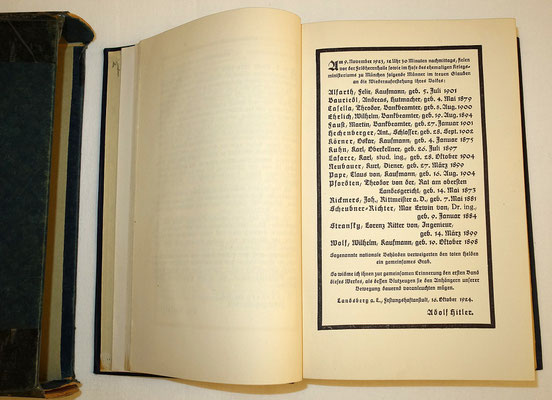 Am 9. November 1923, 12 Uhr 30 Minuten nachmittags, fielen
vor der Feldherrnhalle sowie im Hofe des ehemaligen Kriegs-
ministeriums zu München folgende Männer im treuen Glauben
an die Wiederauferstehung ihres Volkes:
Alfarth, Felix, Kaufmann, geb. 5. Juli 1901
Bauriedl, Andreas, Hutmacher, geb. 4. Mai 1879
Casella, Theodor, Bankbeamter, geb. 8. Aug. 1900
Ehrlich, Wilhelm, Bankbeamter, geb. 19. Aug. 1894
Faust, Martin, Bankbeamter, geb. 27. Januar 1901
Hechenberger, Ant., Schlosser, geb. 28. Sept. 1902
Körner, Oskar, Kaufmann, geb. 4. Januar 1875
Kuhn, Karl, Oberkellner, geb. 26. Juli 1897
Laforce, Karl, stud. ing., geb. 28. Oktober 1904
Neubauer, Kurt, Diener, geb. 27. März 1899
Pape, Claus von, Kaufmann, geb. 16. Aug. 1904
Pfordten, Theodor von der, Rat am obersten
Landesgericht, geb. 14. Mai 1873
Rickmers, Joh., Rittmeister a. D., geb. 7. Mai 1881
Scheubner-Richter, Max Erwin von, Dr. ing.,
geb. 9. Januar 1884
Stransky, Lorenz Ritter von, Ingenieur,
geb. 14. März 1899
Wolf, Wilhelm, Kaufmann, geb. 19. Oktober 1898
Sogenannte nationale Behörden verweigerten den toten Helden
ein gemeinsames Grab.
So widme ich ihnen zur gemeinsamen Erinnerung den ersten Band
dieses Werkes, als dessen Blutzeugen sie den Anhängern unserer
Bewegung dauernd voranleuchten mögen.
Landsberg a. L., Festungshaftanstalt, 16. Oktober 1924.
Adolf Hitler.